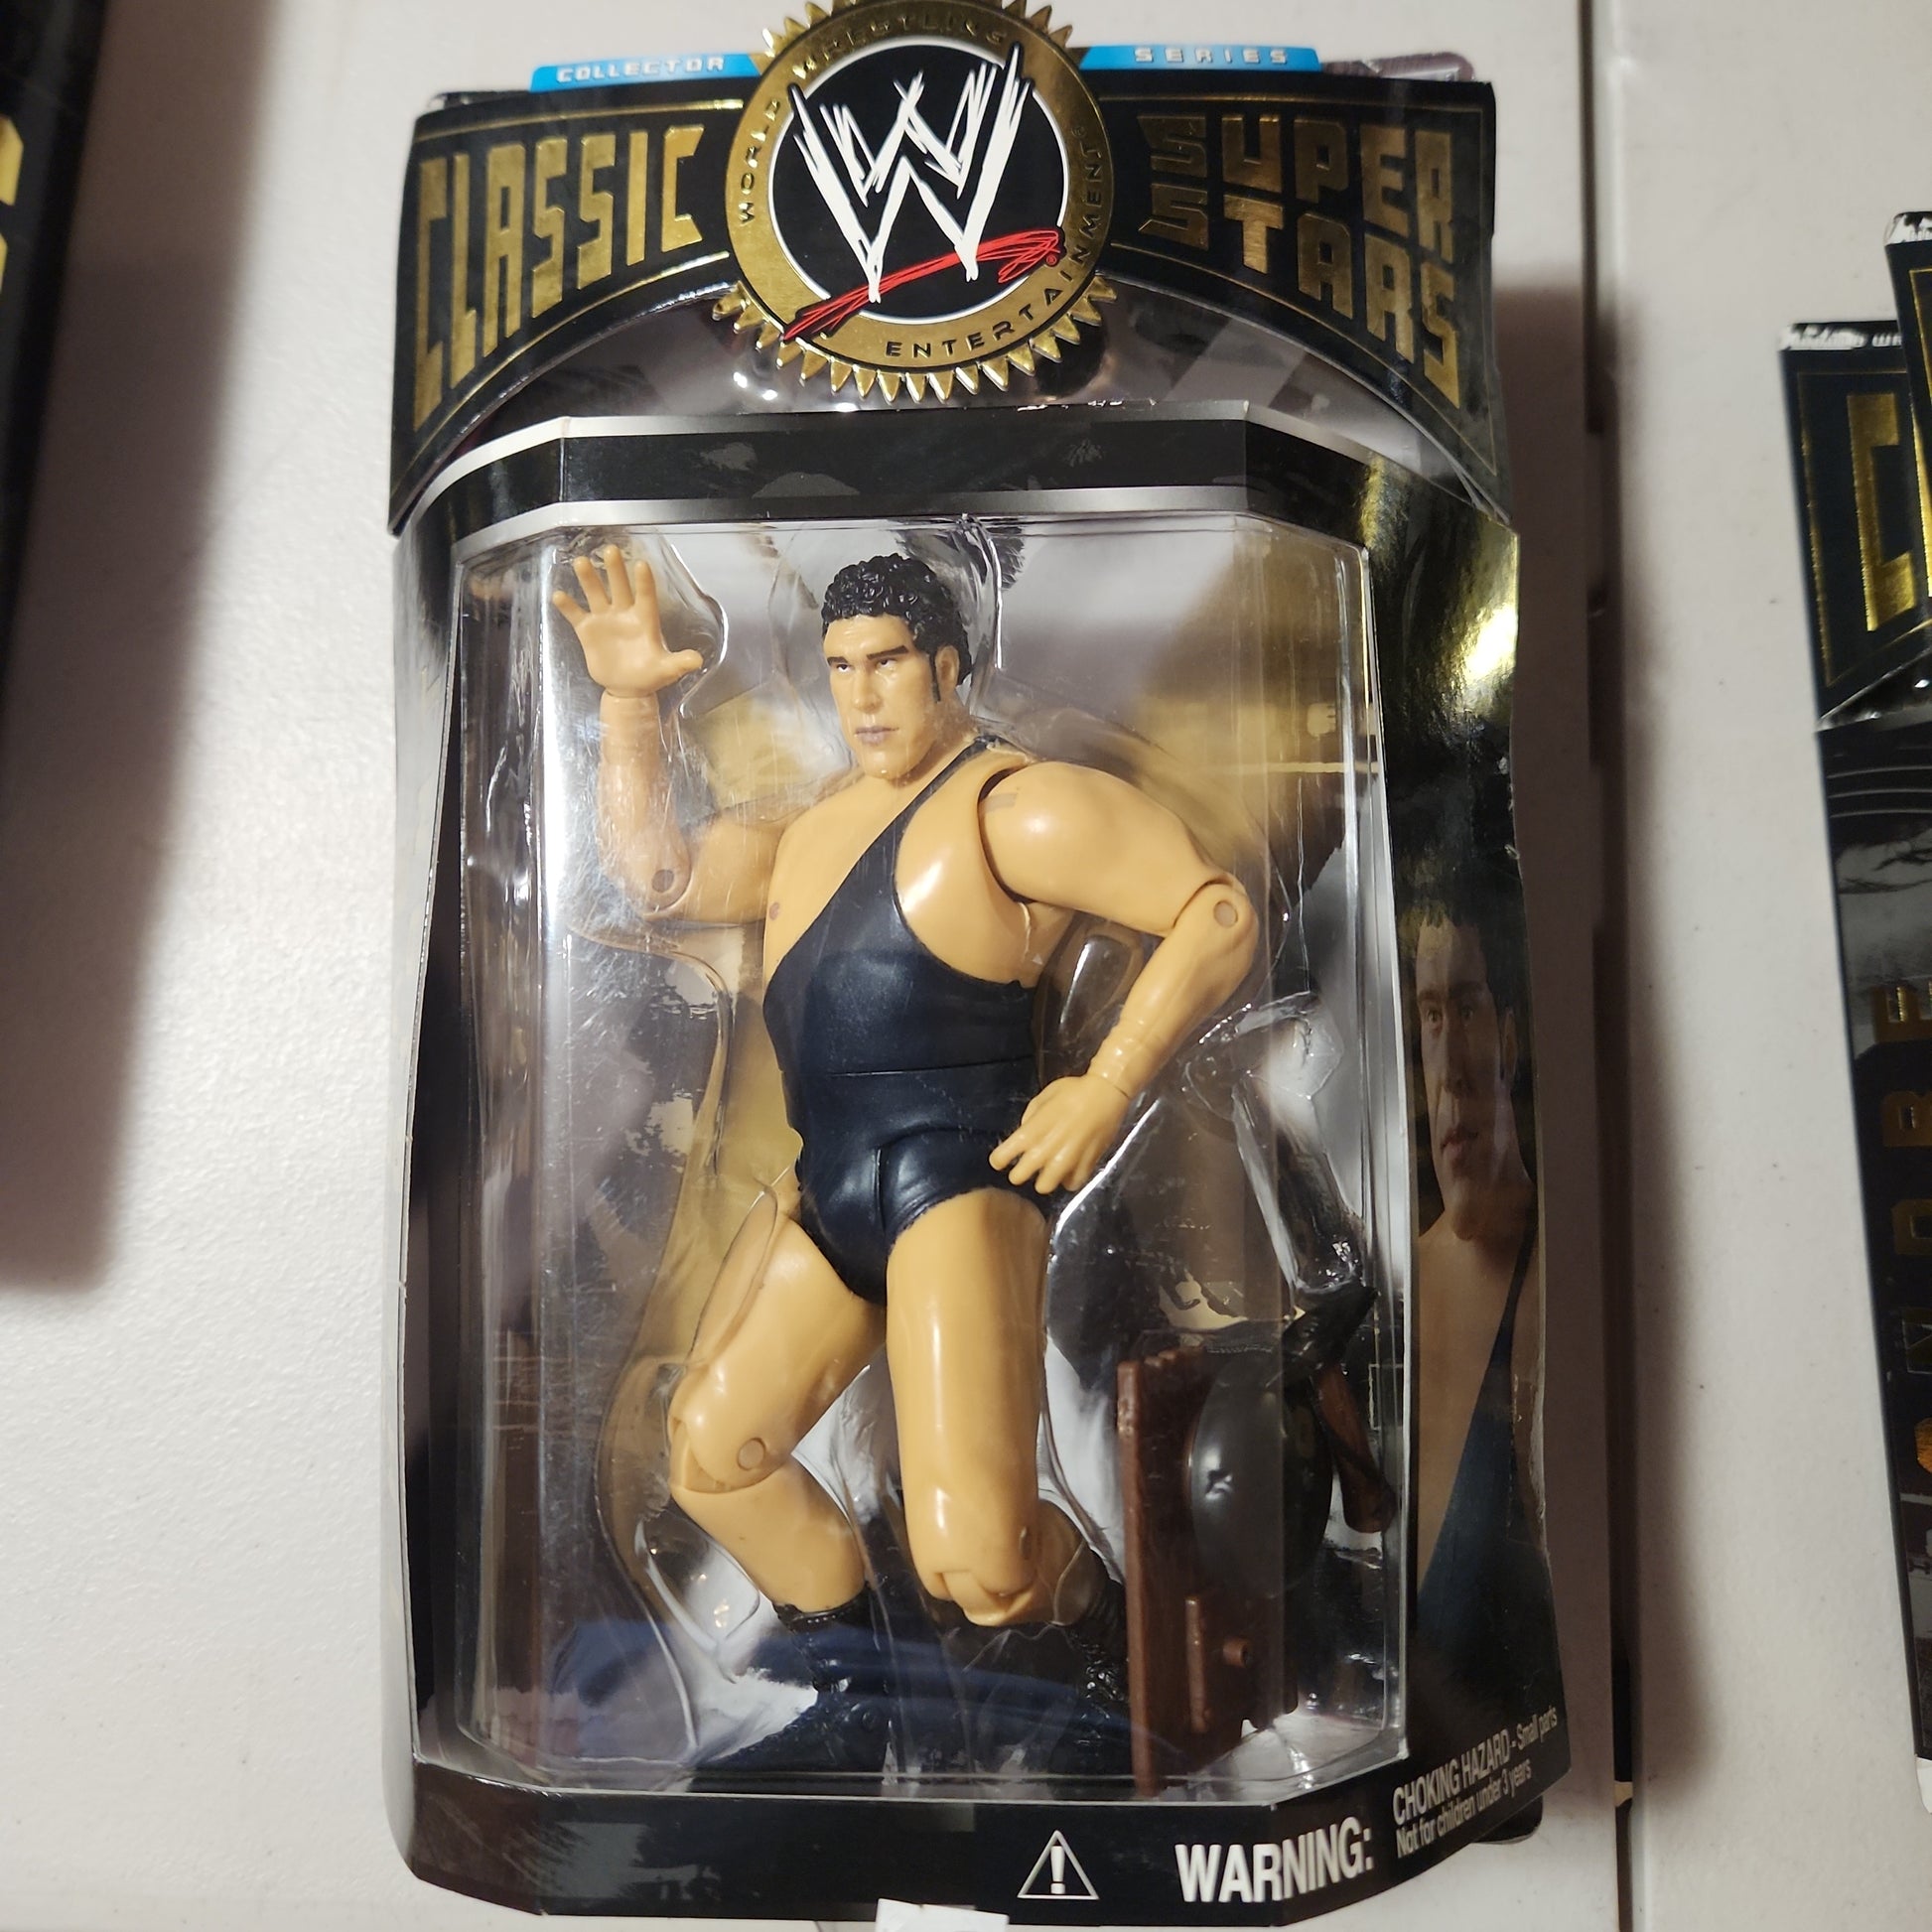 COLLECTOR SERIES
CLASSIC SUPER STARS
WORLD WRESTLING ENTERTAINMENT
W
WARNING:
CHOKING HAZARD - Small parts
Not for children under 3 years